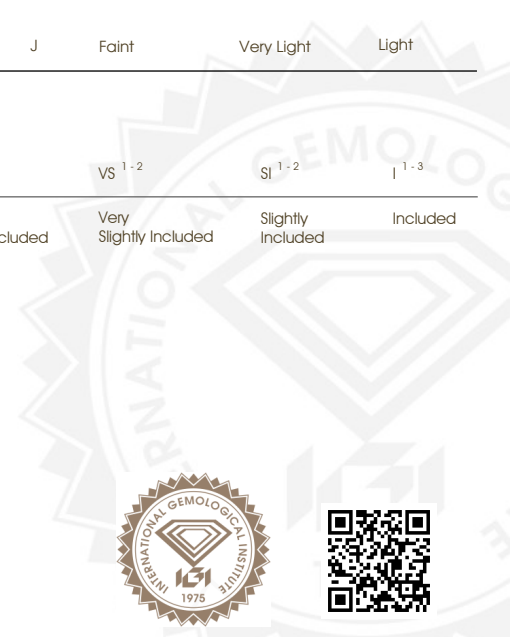 J Faint Very Light Light
VS 1 - 2 SI 1 - 2 I 1 - 3
Very Slightly Included
cluded Slightly Included Included
INTERNATIONAL GEMOLOGICAL INSTITUTE
IGI
1975